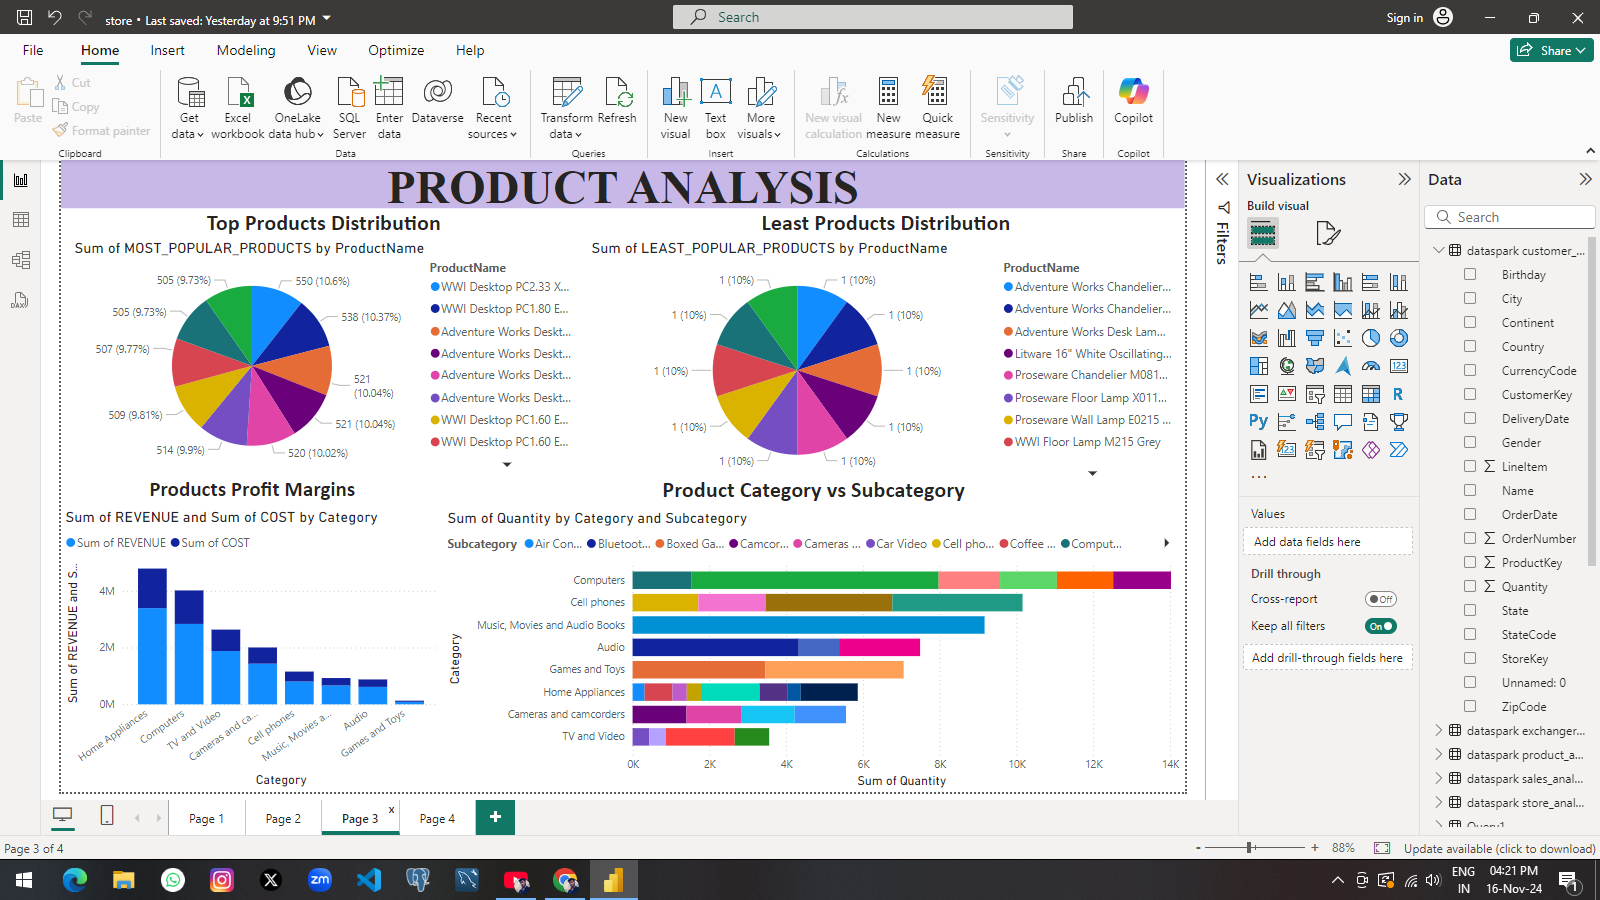 store • Last saved: Yesterday at 9:51 PM
Search
Sign in
File Home Insert Modeling View Optimize Help
Share
Paste
Cut
Copy
Format painter
Clipboard
Get data
Excel workbook
OneLake data hub
SQL Server
Enter data
Dataverse
Recent sources
Data
Transform data
Refresh
Queries
New visual
Text box
More visuals
Insert
New visual calculation
New measure
Quick measure
Calculations
Sensitivity
Sensitivity
Publish
Share
Copilot
Copilot
PRODUCT ANALYSIS
Top Products Distribution
Sum of MOST_POPULAR_PRODUCTS by ProductName
505 (9.73%)
550 (10.6%)
505 (9.73%)
538 (10.37%)
507 (9.77%)
521 (10.04%)
509 (9.81%)
521 (10.04%)
514 (9.9%)
520 (10.02%)
ProductName
WWI Desktop PC2.33 X...
WWI Desktop PC1.80 E...
Adventure Works Deskt...
Adventure Works Deskt...
Adventure Works Deskt...
Adventure Works Deskt...
WWI Desktop PC1.60 E...
WWI Desktop PC1.60 E...
Least Products Distribution
Sum of LEAST_POPULAR_PRODUCTS by ProductName
1 (10%)
1 (10%)
1 (10%)
1 (10%)
1 (10%)
1 (10%)
1 (10%)
1 (10%)
1 (10%)
1 (10%)
ProductName
Adventure Works Chandelier...
Adventure Works Chandelier...
Adventure Works Desk Lam...
Litware 16" White Oscillating...
Proseware Chandelier M081...
Proseware Floor Lamp X011...
Proseware Wall Lamp E0215 ...
WWI Floor Lamp M215 Grey
Products Profit Margins
Sum of REVENUE and Sum of COST by Category
Sum of REVENUE Sum of COST
Sum of REVENUE and S...
4M
2M
0M
Home Appliances
Computers
TV and Video
Cameras and ca...
Cell phones
Music, Movies a...
Audio
Games and Toys
Category
Product Category vs Subcategory
Sum of Quantity by Category and Subcategory
Subcategory Air Con... Bluetoot... Boxed Ga... Camcor... Cameras ... Car Video Cell pho... Coffee ... Comput...
Category
Computers
Cell phones
Music, Movies and Audio Books
Audio
Games and Toys
Home Appliances
Cameras and camcorders
TV and Video
0K 2K 4K 6K 8K 10K 12K 14K
Sum of Quantity
Filters
Visualizations
Build visual
123
R
Py
123
...
Values
Add data fields here
Drill through
Cross-report
Off
Keep all filters
On
Add drill-through fields here
Data
Search
dataspark customer_...
Birthday
City
Continent
Country
CurrencyCode
CustomerKey
DeliveryDate
Gender
∑ LineItem
Name
OrderDate
∑ OrderNumber
∑ ProductKey
∑ Quantity
State
StateCode
StoreKey
Unnamed: 0
ZipCode
dataspark exchanger...
dataspark product_a...
dataspark sales_anal...
dataspark store_anal...
Query1
DAX
Page 1
Page 2
Page 3
x
Page 4
+
Page 3 of 4
- + 88%
Update available (click to download)
zm
ENG
IN
04:21 PM
16-Nov-24
1